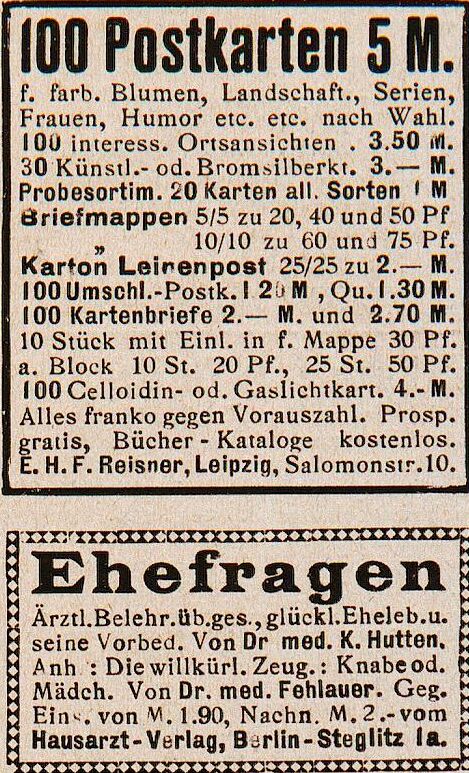 100 Postkarten 5 M.
f. farb. Blumen, Landschaft., Serien,
Frauen, Humor etc. etc. nach Wahl.
100 interess. Ortsansichten . 3.50 M.
30 Künstl.- od. Bromsilberkt. 3.— M.
Probesortim. 20 Karten all. Sorten 1 M
Briefmappen 5/5 zu 20, 40 und 50 Pf
„ 10/10 zu 60 und 75 Pf.
Karton Leinenpost 25/25 zu 2.— M.
100 Umschl.-Postk. 1 20 M , Qu. 1.30 M.
100 Kartenbriefe 2.— M. und 2.70 M.
10 Stück mit Einl. in f. Mappe 30 Pf.
a. Block 10 St. 20 Pf., 25 St. 50 Pf.
100 Celloidin- od. Gaslichtkart. 4.- M.
Alles franko gegen Vorauszahl. Prosp.
gratis, Bücher - Kataloge kostenlos.
E. H. F. Reisner, Leipzig, Salomonstr. 10.
Ehefragen
Ärztl. Belehr. üb. ges., glückl. Eheleb. u.
seine Vorbed. Von Dr med. K. Hutten.
Anh : Die willkürl. Zeug.: Knabe od.
Mädch. Von Dr. med. Fehlauer. Geg.
Eins. von M. 1.90, Nachn. M. 2.- vom
Hausarzt-Verlag, Berlin-Steglitz 1a.